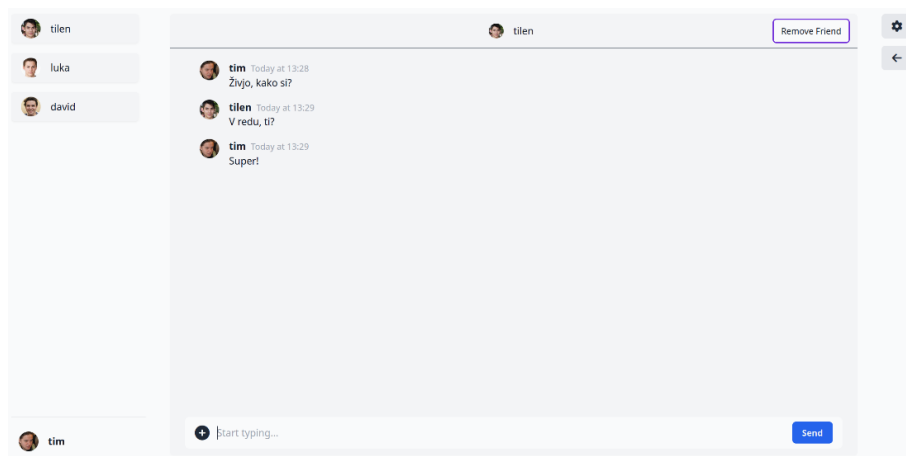 tilen
luka
david
tim
tilen
Remove Friend
tim Today at 13:28
Živjo, kako si?
tilen Today at 13:29
V redu, ti?
tim Today at 13:29
Super!
Start typing...
Send